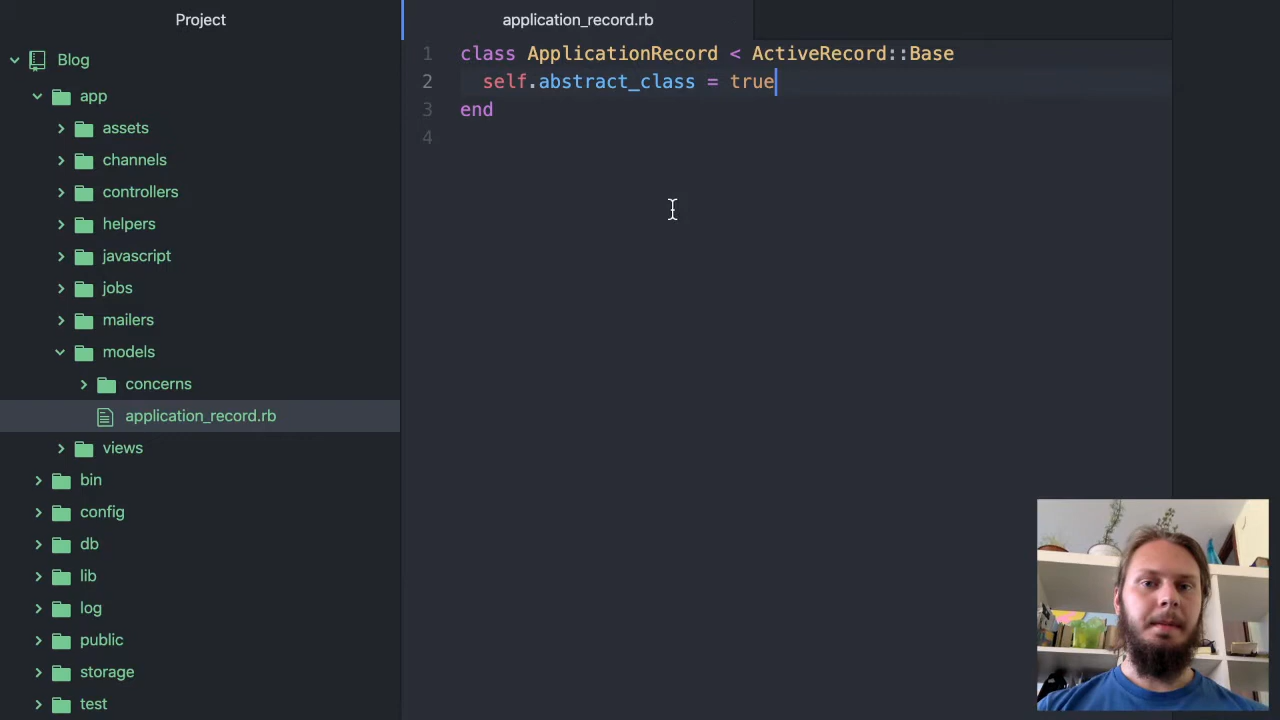 Project
Blog
app
assets
channels
controllers
helpers
javascript
jobs
mailers
models
concerns
application_record.rb
views
bin
config
db
lib
log
public
storage
test
application_record.rb
1 class ApplicationRecord < ActiveRecord::Base
2 self.abstract_class = true
3 end
4